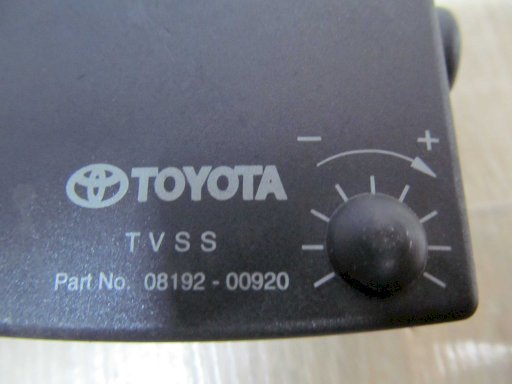 − +
TOYOTA
TVSS
Part No. 08192 - 00920